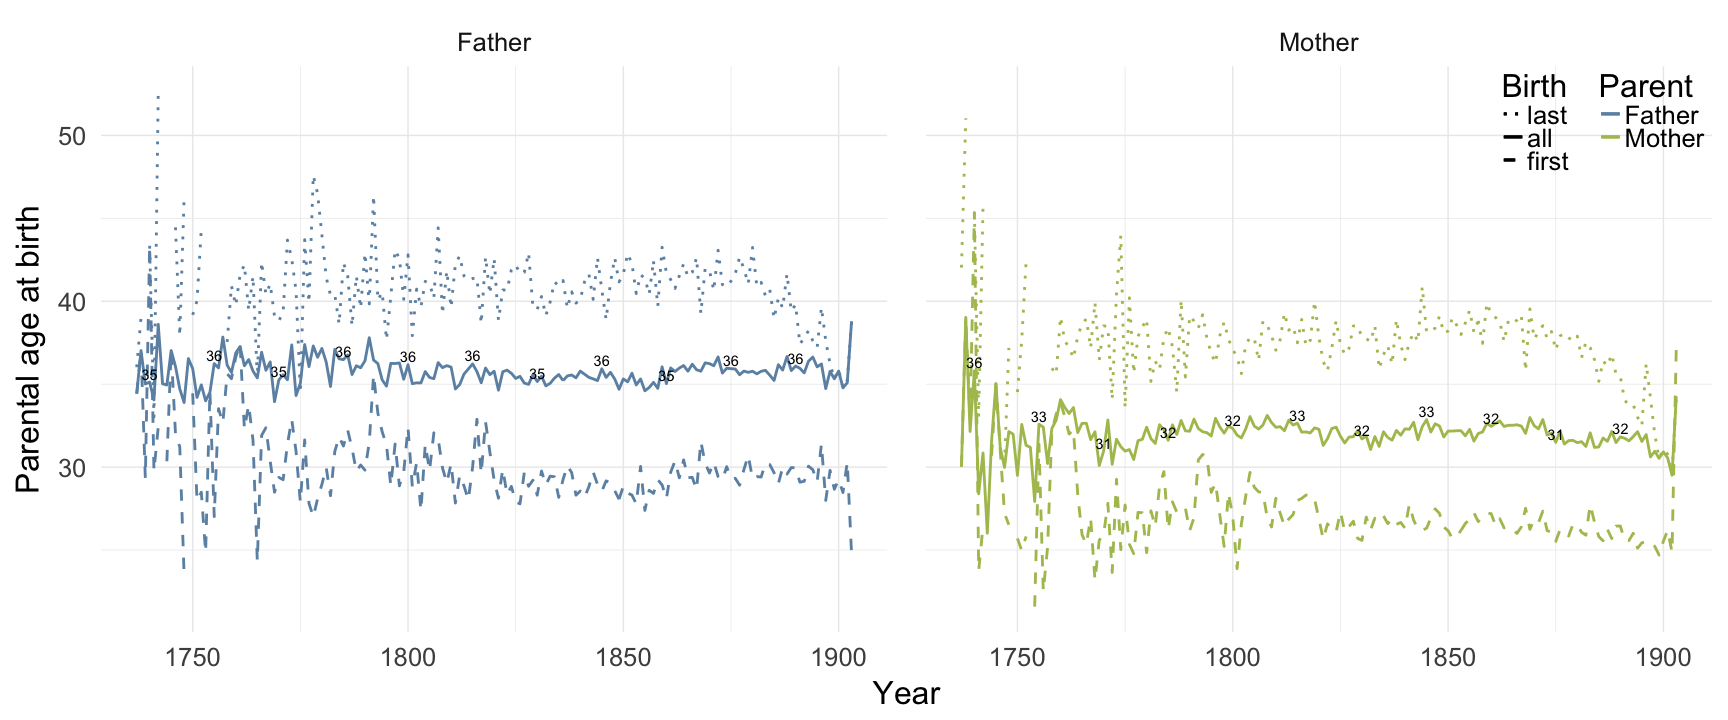 Father
Mother
Birth
last
all
first
Parent
Father
Mother
Parental age at birth
50
40
30
35 36 35 36 36 36 35 36 35 36 36
36 33 31 32 32 33 32 33 32 31 32
1750 1800 1850 1900
1750 1800 1850 1900
Year